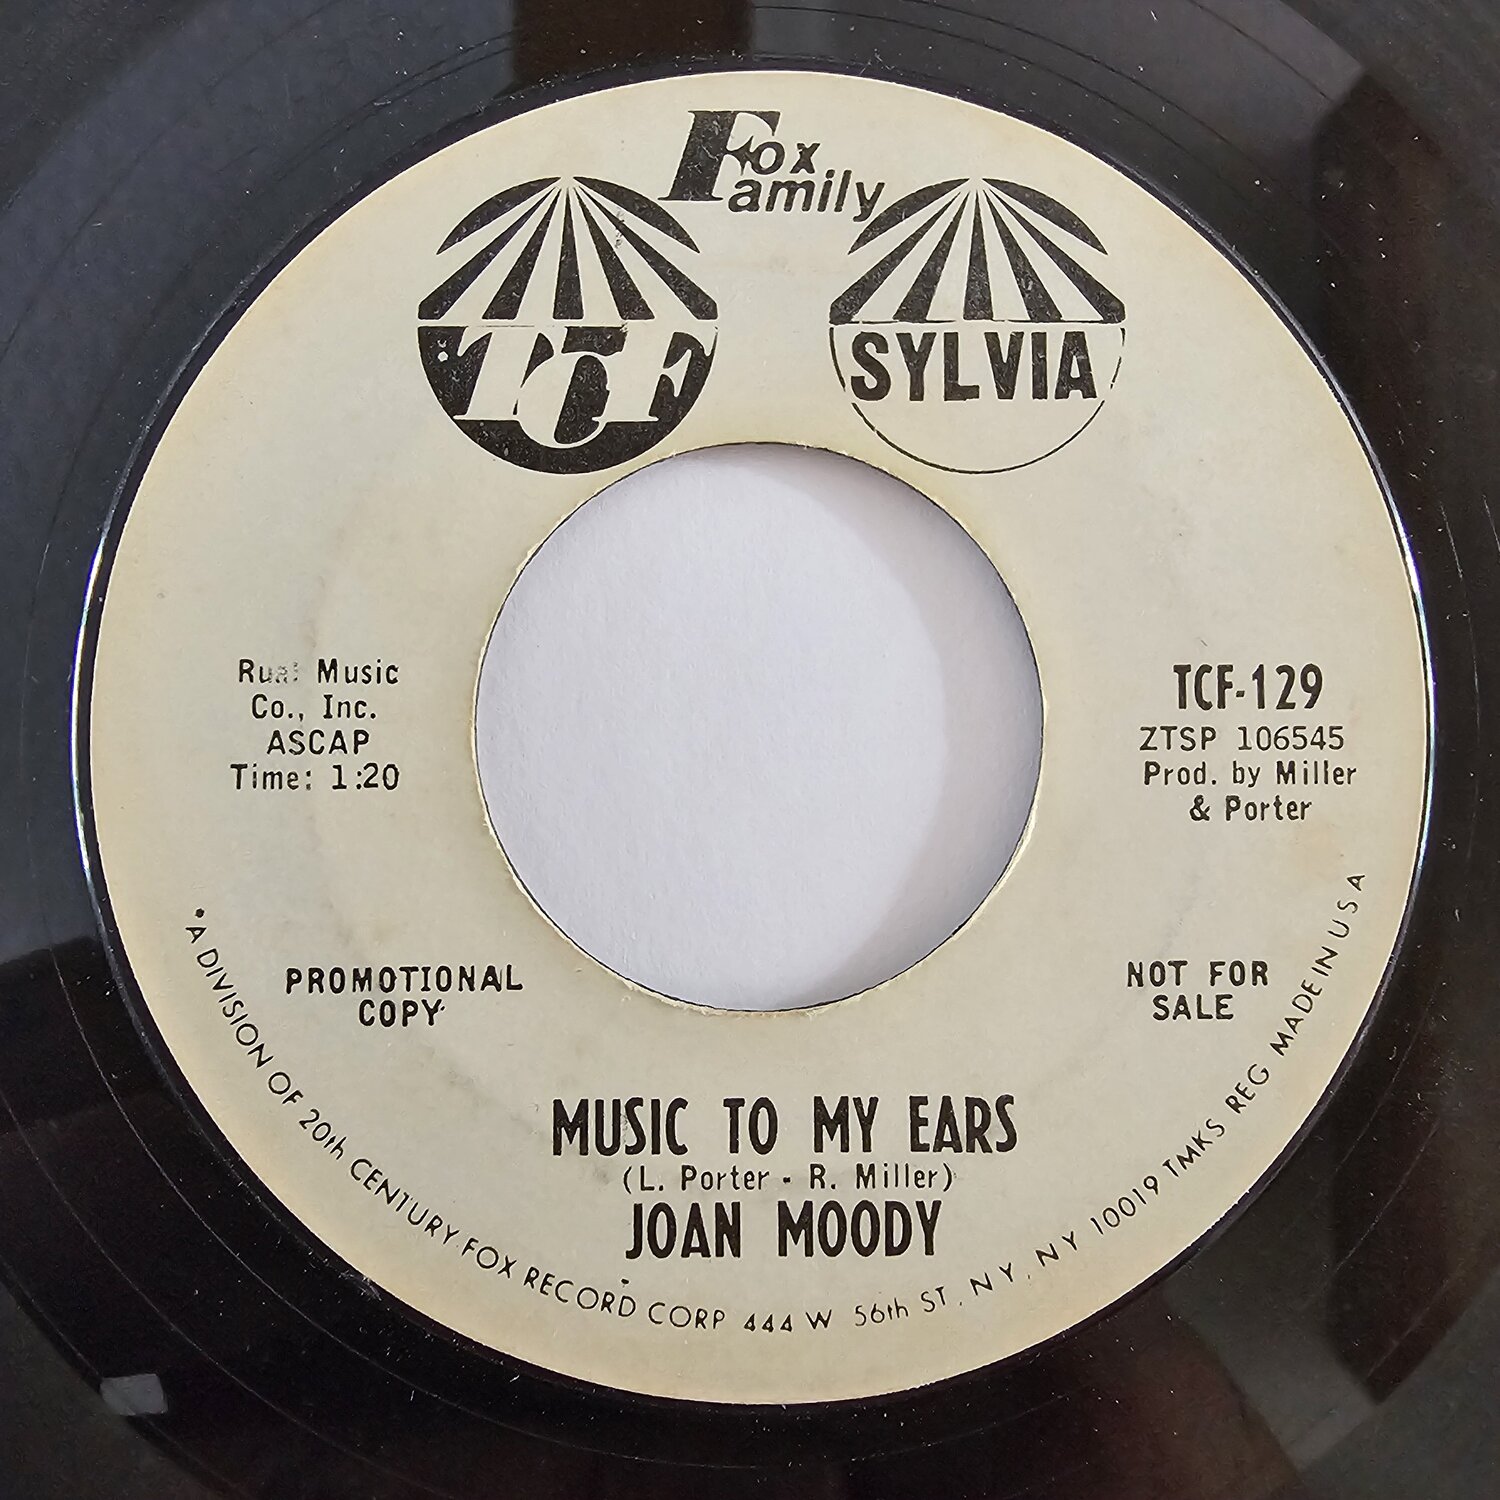 Fox Family
TCF
SYLVIA
Music
Co., Inc.
ASCAP
Time: 1:20
TCF-129
ZTSP 106545
Prod. by Miller
& Porter
PROMOTIONAL
COPY
NOT FOR
SALE
MUSIC TO MY EARS
(L. Porter - R. Miller)
JOAN MOODY
• A DIVISION OF 20th CENTURY FOX RECORD CORP 444 W 56th ST, N Y, N Y 10019 TMKS REG MADE IN U S A